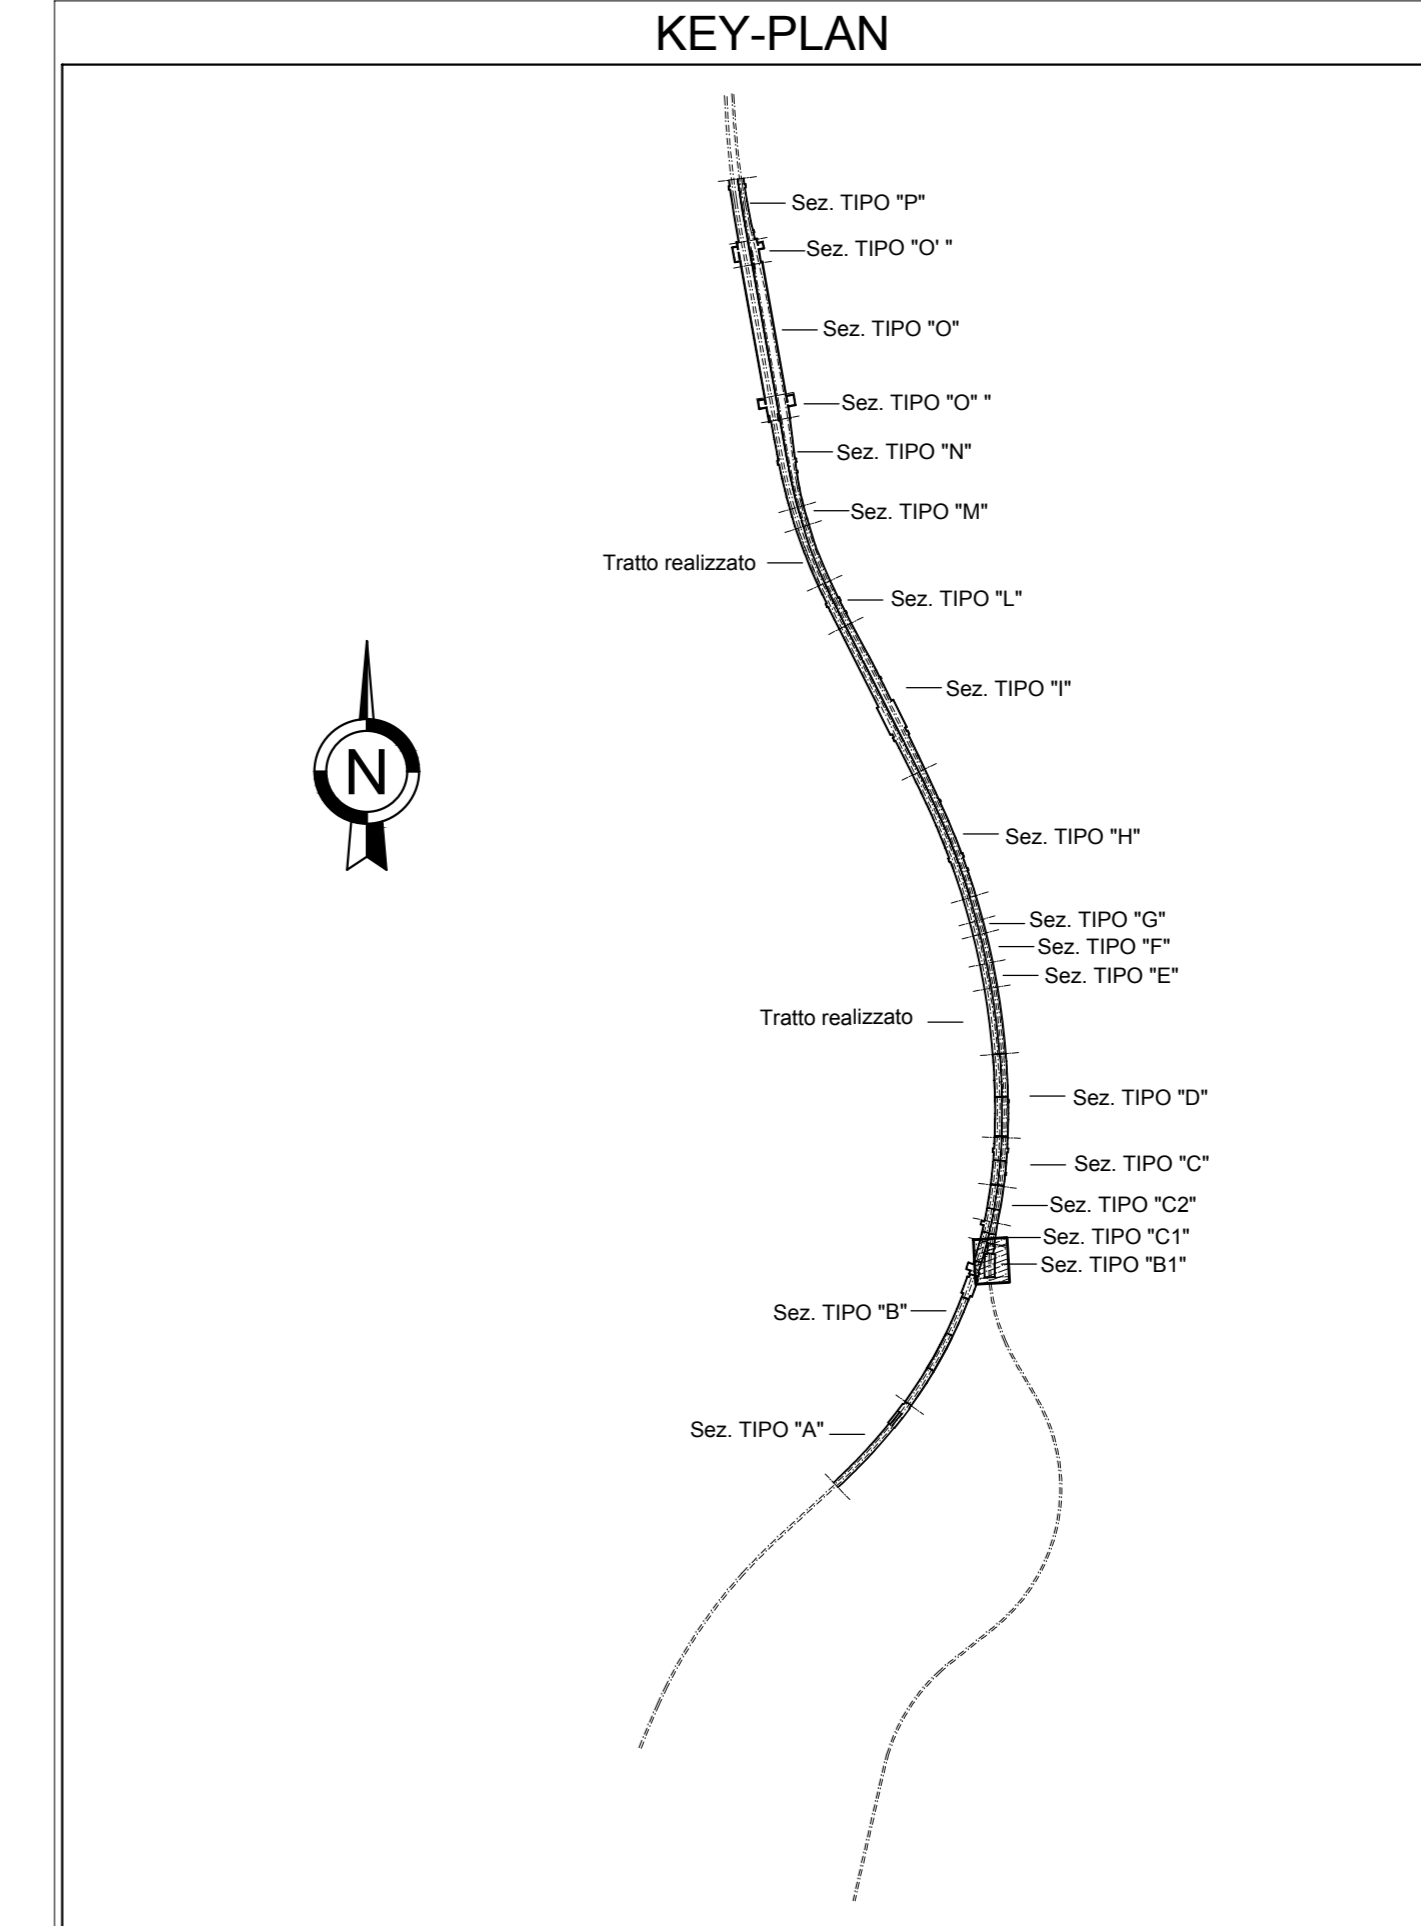 KEY-PLAN
Sez. TIPO "P"
Sez. TIPO "O' "
Sez. TIPO "O"
Sez. TIPO "O" "
Sez. TIPO "N"
Sez. TIPO "M"
Tratto realizzato
Sez. TIPO "L"
Sez. TIPO "I"
N
Sez. TIPO "H"
Sez. TIPO "G"
Sez. TIPO "F"
Sez. TIPO "E"
Tratto realizzato
Sez. TIPO "D"
Sez. TIPO "C"
Sez. TIPO "C2"
Sez. TIPO "C1"
Sez. TIPO "B1"
Sez. TIPO "B"
Sez. TIPO "A"